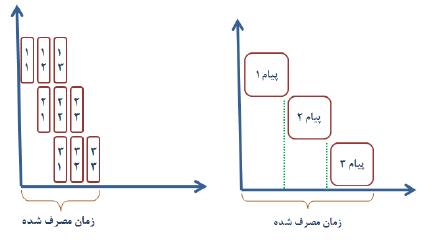 ۱ ۱ ۱
۱ ۲ ۳
۲ ۲ ۲
۱ ۲ ۳
۳ ۳ ۳
۱ ۲ ۳
زمان مصرف شده
پیام ۱
پیام ۲
پیام ۳
زمان مصرف شده